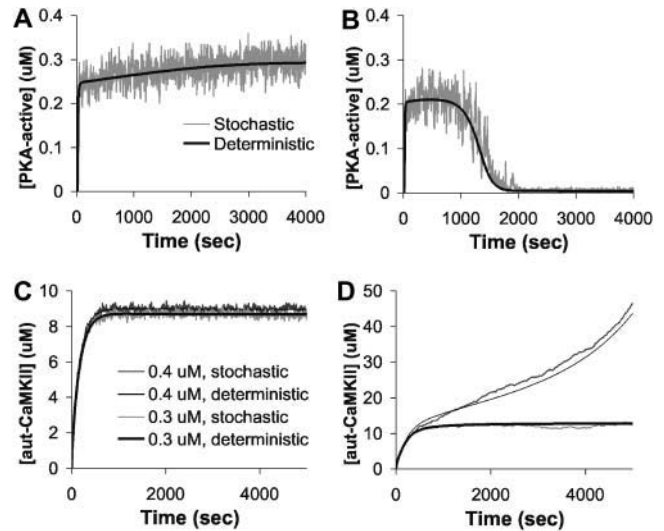 A
[PKA-active] (uM)
0.4
0.3
0.2
0.1
0
Stochastic
Deterministic
0 1000 2000 3000 4000
Time (sec)
B
[PKA-active] (uM)
0.4
0.3
0.2
0.1
0
0 1000 2000 3000 4000
Time (sec)
C
[aut-CaMKII] (uM)
10
8
6
4
2
0
0.4 uM, stochastic
0.4 uM, deterministic
0.3 uM, stochastic
0.3 uM, deterministic
0 2000 4000
Time (sec)
D
[aut-CaMKII] (uM)
50
40
30
20
10
0
0 2000 4000
Time (sec)